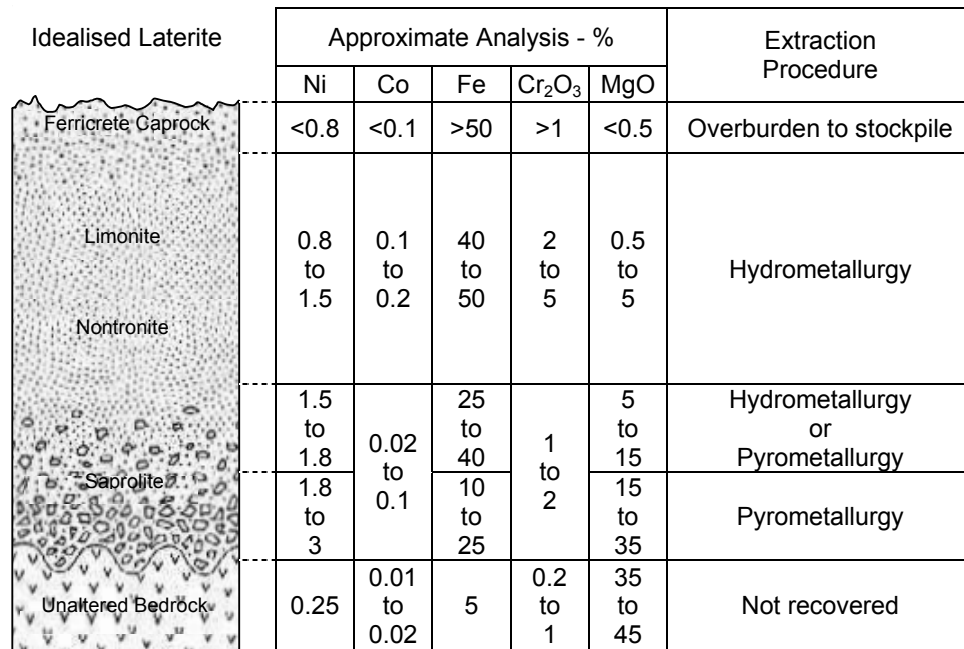 Idealised Laterite
Approximate Analysis - %
Extraction
Procedure
Ni Co Fe Cr₂O₃ MgO
Ferricrete Caprock <0.8 <0.1 >50 >1 <0.5 Overburden to stockpile
Limonite
Nontronite
0.8 0.1 40 2 0.5
to to to to to
1.5 0.2 50 5 5
Hydrometallurgy
Saprolite
1.5 25 5
to to to
1.8 40 15
Hydrometallurgy
or
Pyrometallurgy
0.02
to
0.1
1
to
2
1.8 10 15
to to to
3 25 35
Pyrometallurgy
Unaltered Bedrock
0.25
0.01
to
0.02
5
0.2
to
1
35
to
45
Not recovered